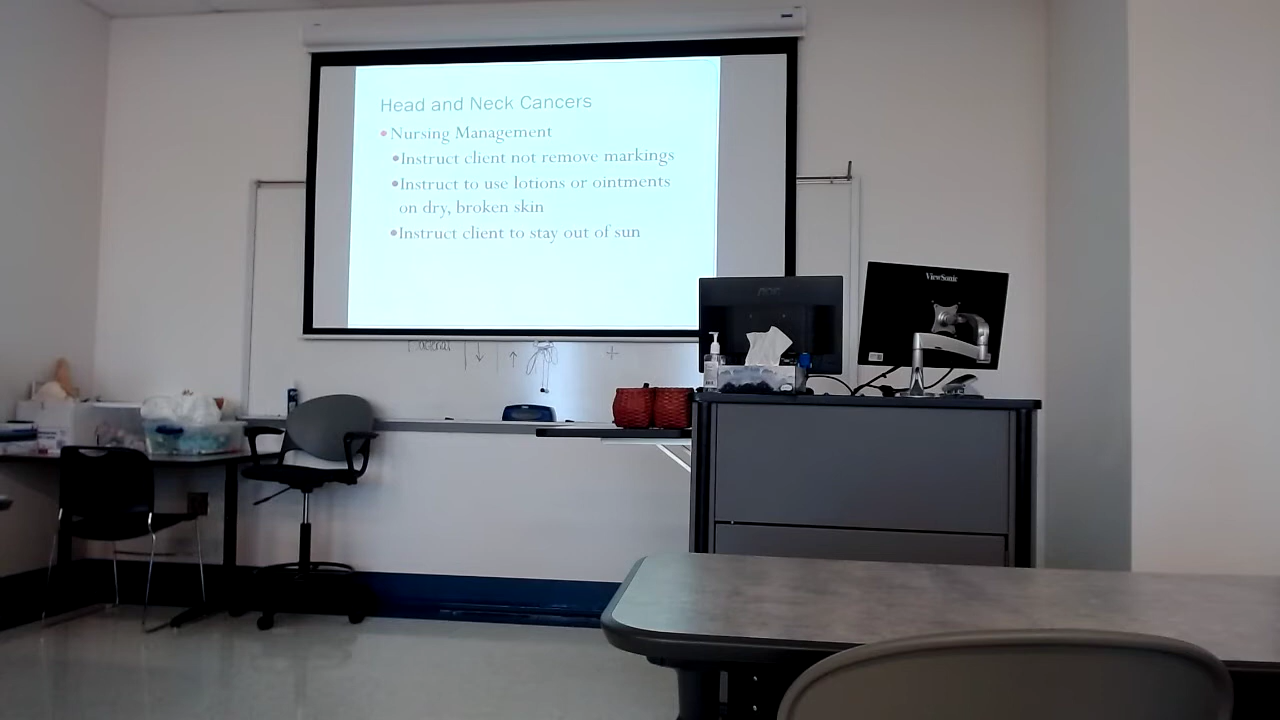 Head and Neck Cancers
•Nursing Management
•Instruct client not remove markings
•Instruct to use lotions or ointments
on dry, broken skin
•Instruct client to stay out of sun
ViewSonic
AOC